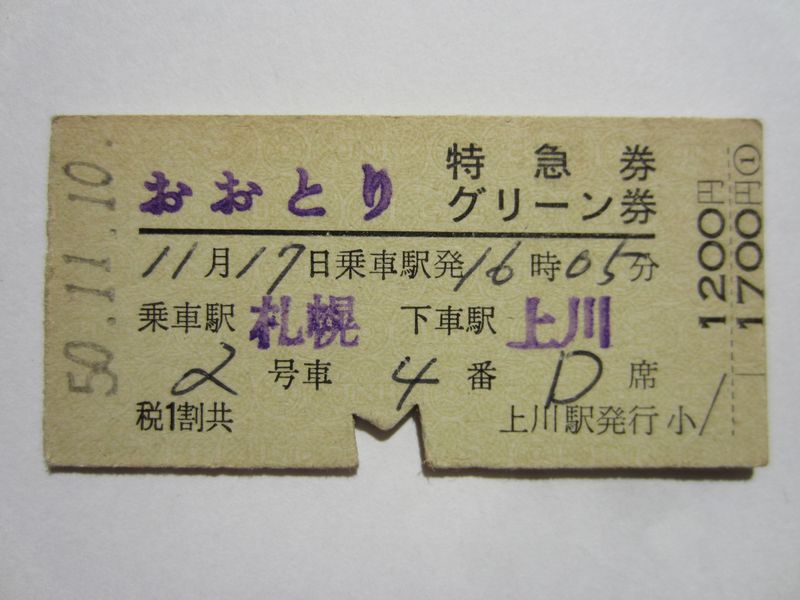 50.11.10.
おおとり 特急券
グリーン券
11月17日乗車駅発16時05分
乗車駅 札幌 下車駅 上川
2号車 4番 D席
税1割共 上川駅発行 小
1200円
1700円①